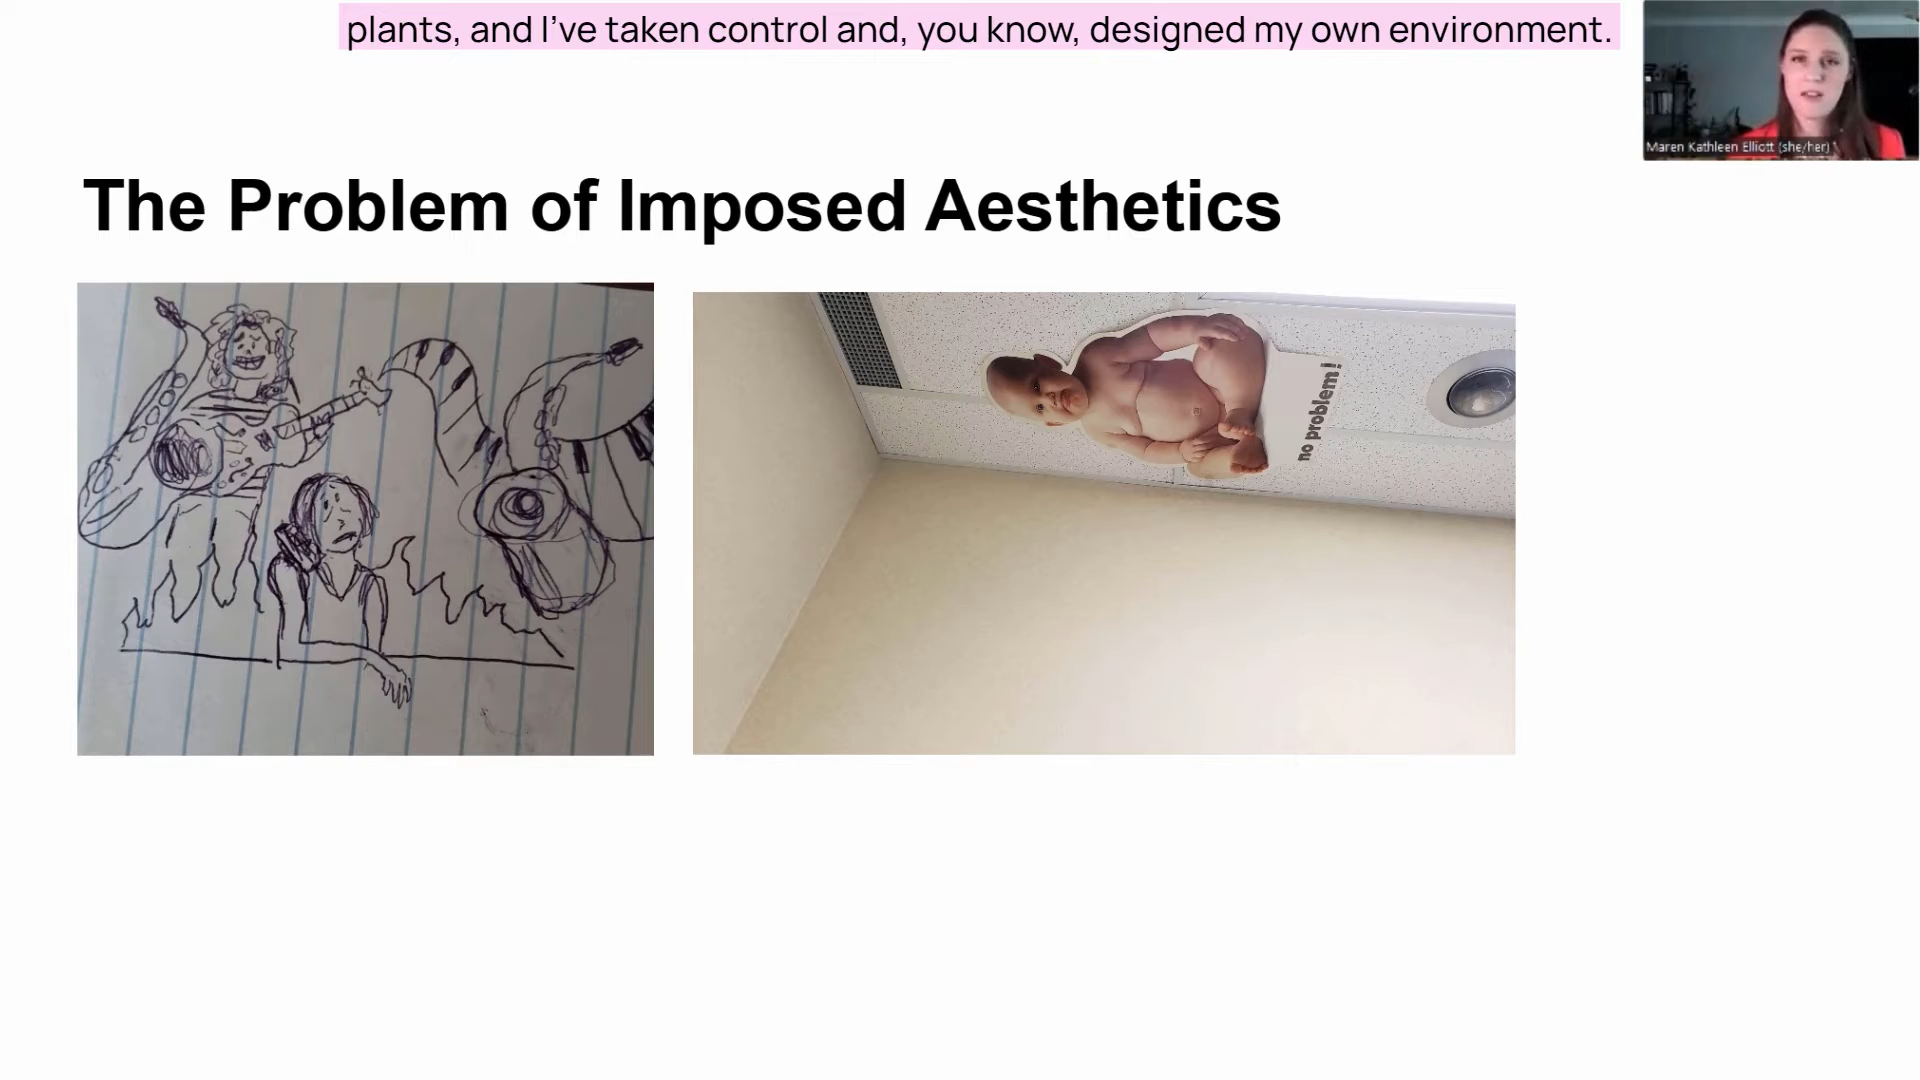 plants, and I've taken control and, you know, designed my own environment.
Maren Kathleen Elliott (she/her)
The Problem of Imposed Aesthetics
no problem!